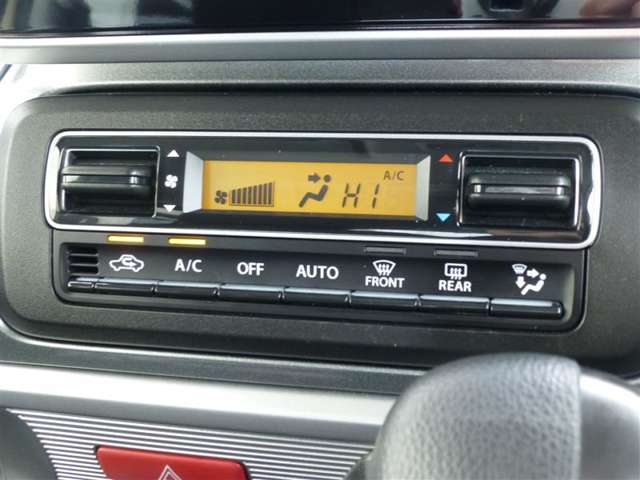 A/C
HI
A/C OFF AUTO FRONT REAR